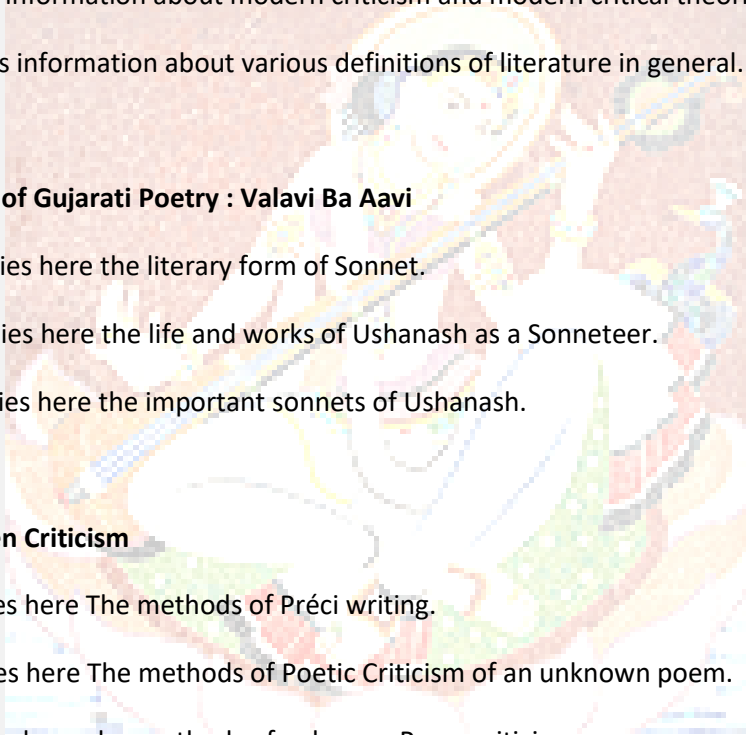 information about modern criticism and modern critical
s information about various definitions of literature in general.
of Gujarati Poetry : Valavi Ba Aavi
ies here the literary form of Sonnet.
ies here the life and works of Ushanash as a Sonneteer.
ies here the important sonnets of Ushanash.
n Criticism
es here The methods of Préci writing.
es here The methods of Poetic Criticism of an unknown poem.